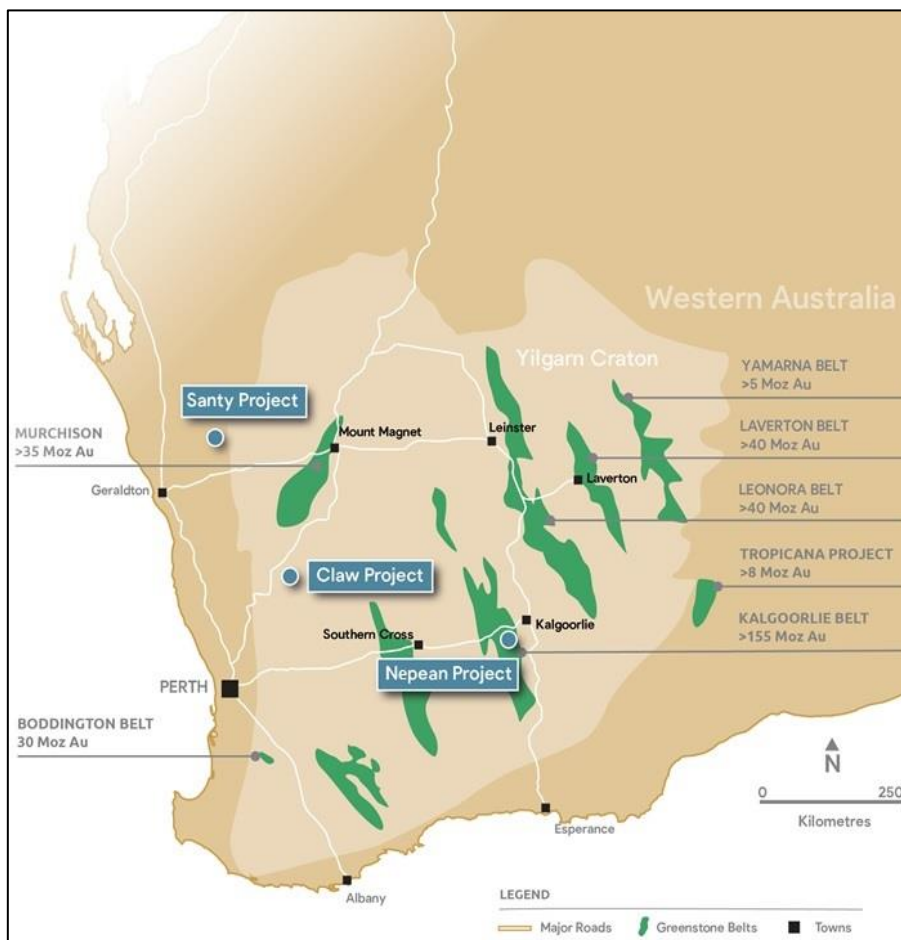 Western Australia
Yilgarn Craton
YAMARNA BELT
>5 Moz Au
Santy Project
LAVERTON BELT
>40 Moz Au
MURCHISON
>35 Moz Au
Mount Magnet
Leinster
Laverton
Geraldton
LEONORA BELT
>40 Moz Au
TROPICANA PROJECT
>8 Moz Au
Claw Project
KALGOORLIE BELT
>155 Moz Au
Kalgoorlie
Southern Cross
Nepean Project
PERTH
BODDINGTON BELT
30 Moz Au
N
0 250
Kilometres
Esperance
Albany
LEGEND
Major Roads Greenstone Belts Towns